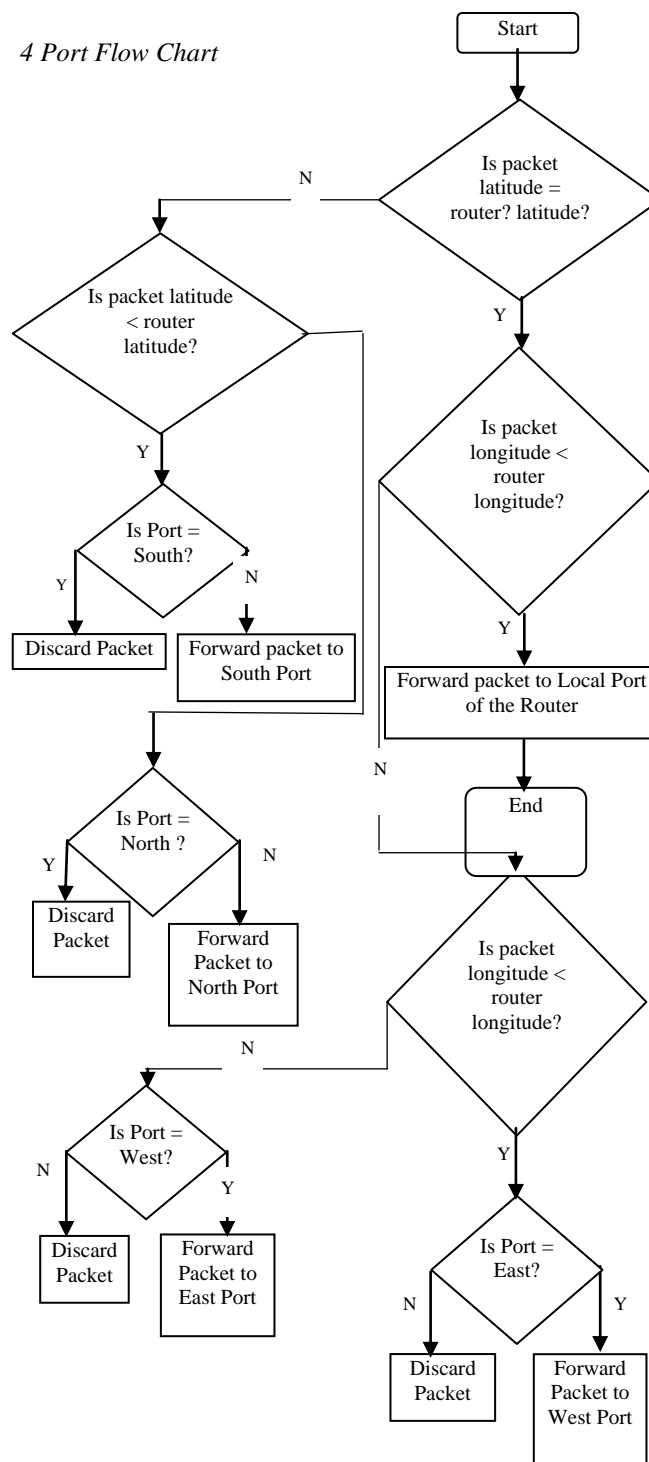 4 Port Flow Chart
Start
Is packet
latitude =
router? latitude?
N
Y
Is packet latitude
< router
latitude?
Y
Is packet
longitude <
router
longitude?
Is Port =
South?
Y
N
Discard Packet
Forward packet to
South Port
Y
Forward packet to Local Port
of the Router
N
End
Is Port =
North ?
Y
N
Discard
Packet
Forward
Packet to
North Port
Is packet
longitude <
router
longitude?
N
Y
Is Port =
West?
N
Y
Discard
Packet
Forward
Packet to
East Port
Is Port =
East?
N
Y
Discard
Packet
Forward
Packet to
West Port